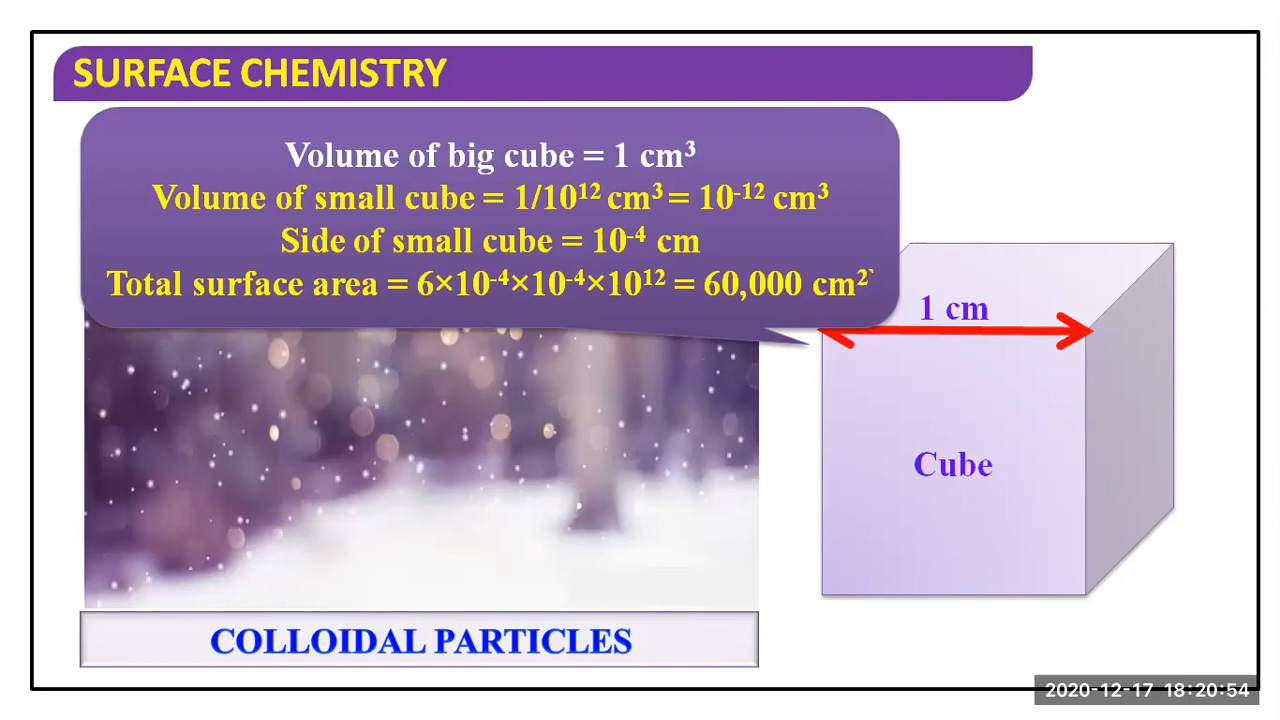 SURFACE CHEMISTRY
Volume of big cube = 1 cm³
Volume of small cube = 1/10¹² cm³ = 10⁻¹² cm³
Side of small cube = 10⁻⁴ cm
Total surface area = 6×10⁻⁴×10⁻⁴×10¹² = 60,000 cm²`
1 cm
Cube
COLLOIDAL PARTICLES
2020-12-17 18:20:54